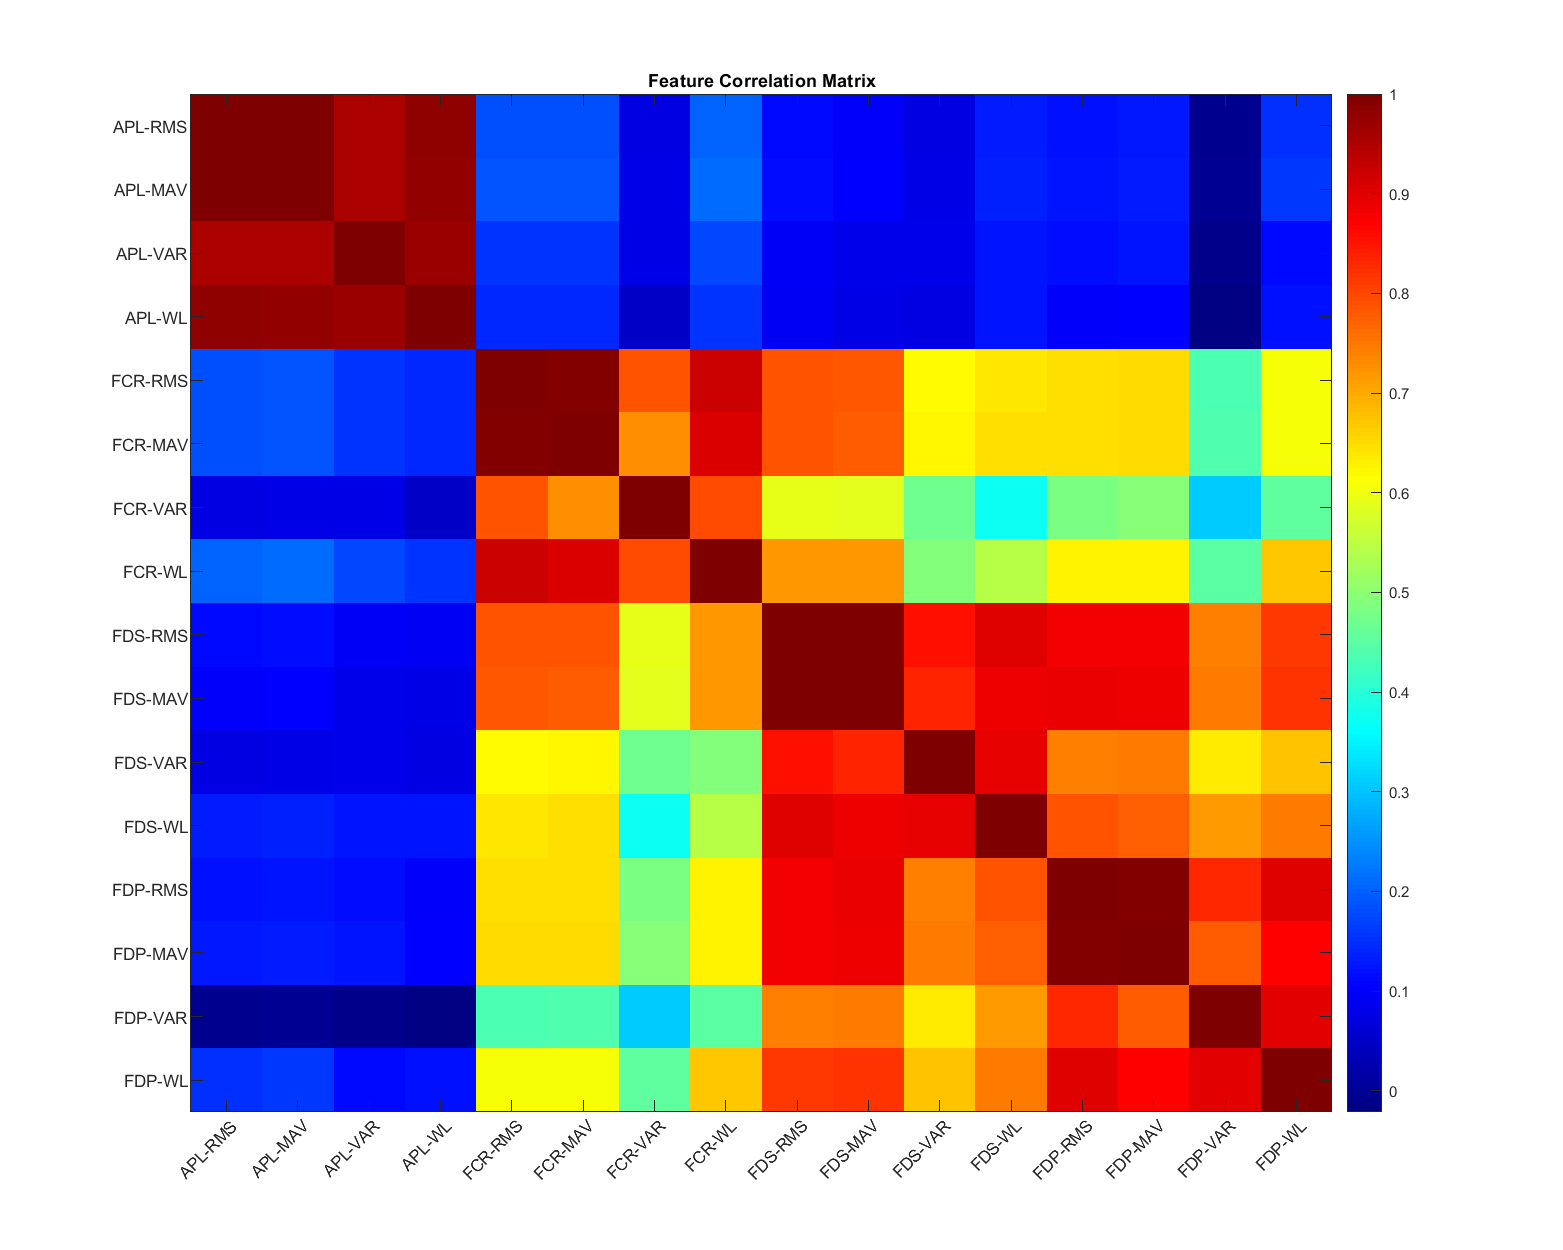 Feature Correlation Matrix
APL-RMS
APL-MAV
APL-VAR
APL-WL
FCR-RMS
FCR-MAV
FCR-VAR
FCR-WL
FDS-RMS
FDS-MAV
FDS-VAR
FDS-WL
FDP-RMS
FDP-MAV
FDP-VAR
FDP-WL
APL-RMS
APL-MAV
APL-VAR
APL-WL
FCR-RMS
FCR-MAV
FCR-VAR
FCR-WL
FDS-RMS
FDS-MAV
FDS-VAR
FDS-WL
FDP-RMS
FDP-MAV
FDP-VAR
FDP-WL
1
0.9
0.8
0.7
0.6
0.5
0.4
0.3
0.2
0.1
0